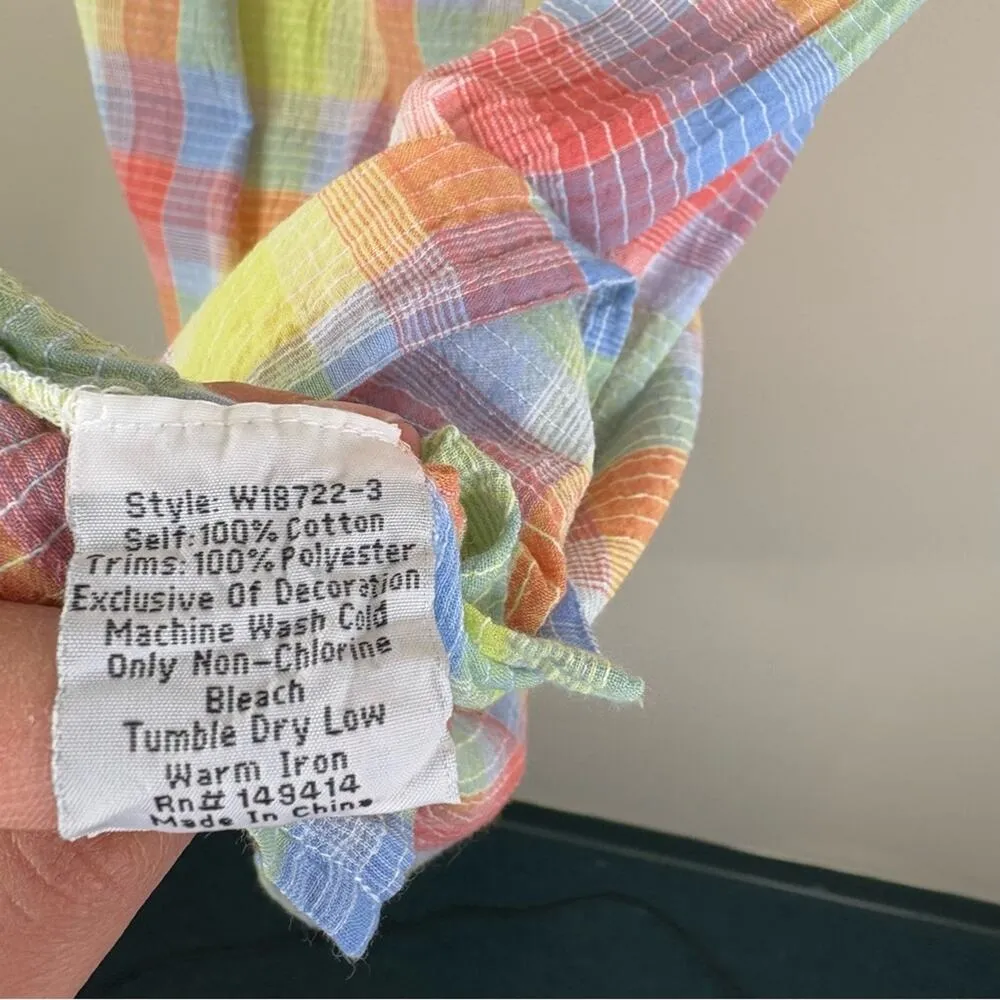 Style: W18722-3
Self:100% Cotton
Trims:100% Polyester
Exclusive Of Decoration
Machine Wash Cold
Only Non-Chlorine
Bleach
Tumble Dry Low
Warm Iron
Rn# 149414
Made In China